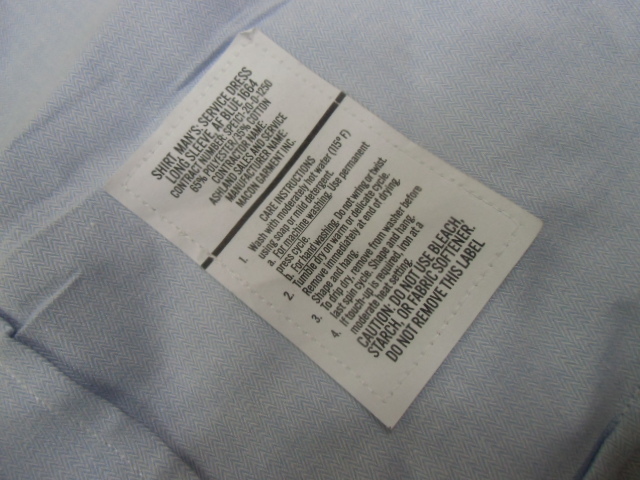 SHIRT, MAN'S, SERVICE DRESS
LONG SLEEVE, AF BLUE 1664
CONTRACT NUMBER: SPE1C1-20-D-1250
65% POLYESTER, 35% COTTON
CONTRACTOR NAME:
ASHLAND SALES AND SERVICE
MANUFACTURER NAME:
MACON GARMENT INC.
CARE INSTRUCTIONS
1. Wash with moderately hot water (115° F)
using soap or mild detergent.
a. For machine washing. Use permanent
press cycle.
b. For hand washing. Do not wring or twist.
2. Tumble dry on warm or delicate cycle.
Remove immediately at end of drying.
Shape and hang.
3. To drip dry, remove from washer before
last spin cycle. Shape and hang.
4. If touch-up is required, iron at a
moderate heat setting.
CAUTION: DO NOT USE BLEACH,
STARCH, OR FABRIC SOFTENER.
DO NOT REMOVE THIS LABEL